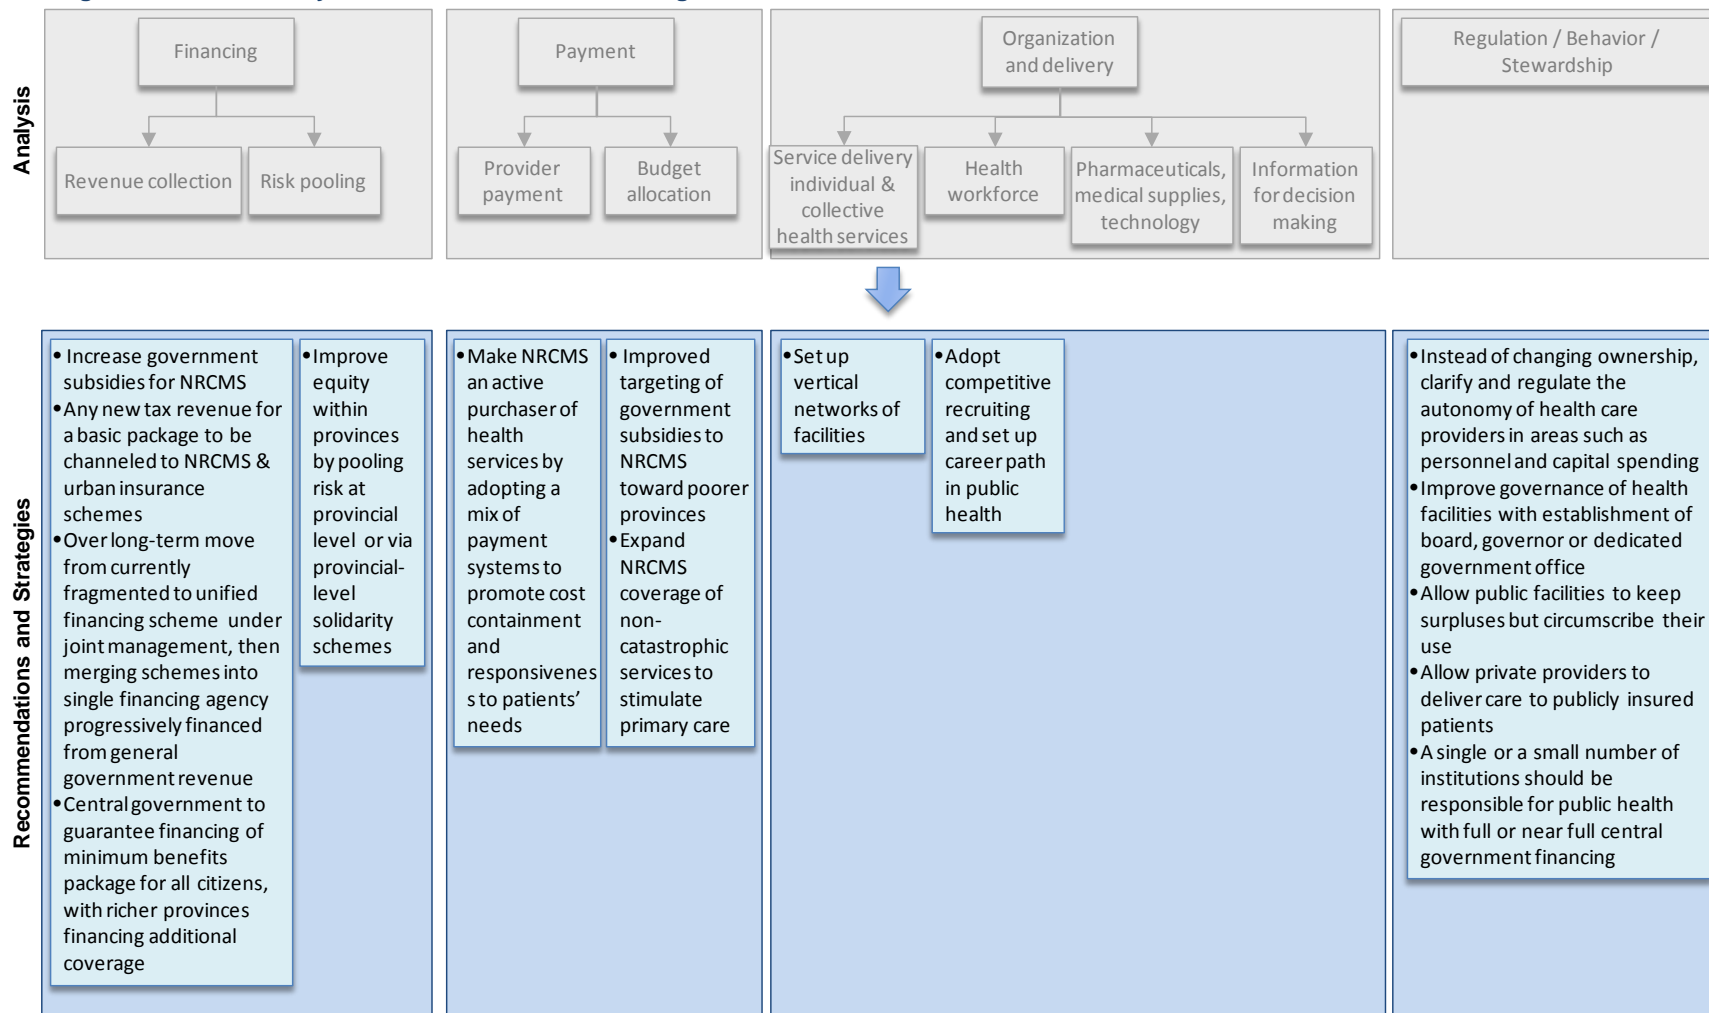 Analysis
Financing
Revenue collection
Risk pooling
Payment
Provider
payment
Budget
allocation
Organization
and delivery
Service delivery
individual &
collective
health services
Health
workforce
Pharmaceuticals,
medical supplies,
technology
Information
for decision
making
Regulation / Behavior /
Stewardship
Recommendations and Strategies
• Increase government
subsidies for NRCMS
• Any new tax revenue for
a basic package to be
channeled to NRCMS &
urban insurance
schemes
• Over long-term move
from currently
fragmented to unified
financing scheme under
joint management, then
merging schemes into
single financing agency
progressively financed
from general
government revenue
• Central government to
guarantee financing of
minimum benefits
package for all citizens,
with richer provinces
financing additional
coverage
• Improve
equity
within
provinces
by pooling
risk at
provincial
level or via
provincial-
level
solidarity
schemes
• Make NRCMS
an active
purchaser of
health
services by
adopting a
mix of
payment
systems to
promote cost
containment
and
responsivenes
s to patients’
needs
• Improved
targeting of
government
subsidies to
NRCMS
toward poorer
provinces
• Expand
NRCMS
coverage of
non-
catastrophic
services to
stimulate
primary care
• Set up
vertical
networks of
facilities
• Adopt
competitive
recruiting
and set up
career path
in public
health
• Instead of changing ownership,
clarify and regulate the
autonomy of health care
providers in areas such as
personnel and capital spending
• Improve governance of health
facilities with establishment of
board, governor or dedicated
government office
• Allow public facilities to keep
surpluses but circumscribe their
use
• Allow private providers to
deliver care to publicly insured
patients
• A single or a small number of
institutions should be
responsible for public health
with full or near full central
government financing